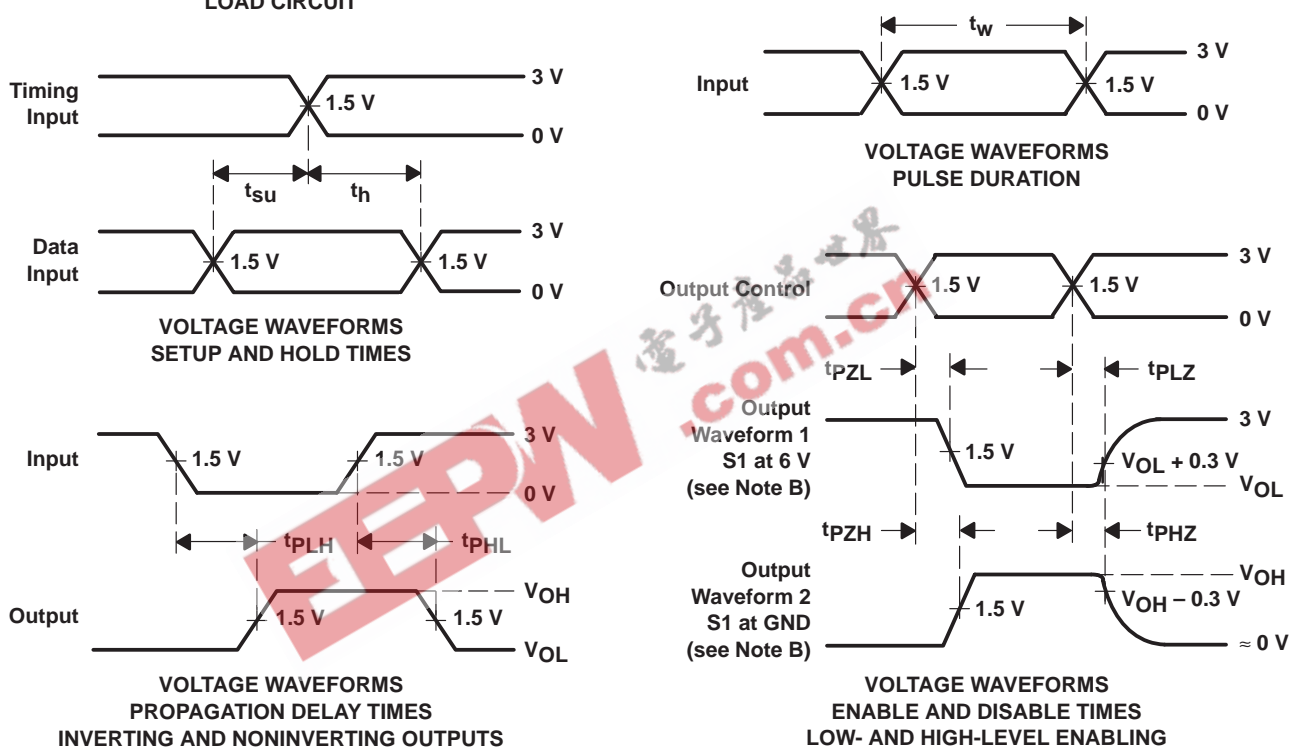 LOAD CIRCUIT
Timing
Input
3 V
1.5 V
0 V
tsu
th
Data
Input
3 V
1.5 V
1.5 V
0 V
VOLTAGE WAVEFORMS
SETUP AND HOLD TIMES
tw
Input
3 V
1.5 V
1.5 V
0 V
VOLTAGE WAVEFORMS
PULSE DURATION
Input
3 V
1.5 V
1.5 V
0 V
tPLH
tPHL
Output
VOH
1.5 V
1.5 V
VOL
VOLTAGE WAVEFORMS
PROPAGATION DELAY TIMES
INVERTING AND NONINVERTING OUTPUTS
Output Control
3 V
1.5 V
1.5 V
0 V
tPZL
tPLZ
Output
Waveform 1
S1 at 6 V
(see Note B)
3 V
1.5 V
VOL + 0.3 V
VOL
tPZH
tPHZ
Output
Waveform 2
S1 at GND
(see Note B)
VOH
VOH − 0.3 V
1.5 V
≈ 0 V
VOLTAGE WAVEFORMS
ENABLE AND DISABLE TIMES
LOW- AND HIGH-LEVEL ENABLING
EEPW
.com.cn
電子產品世界